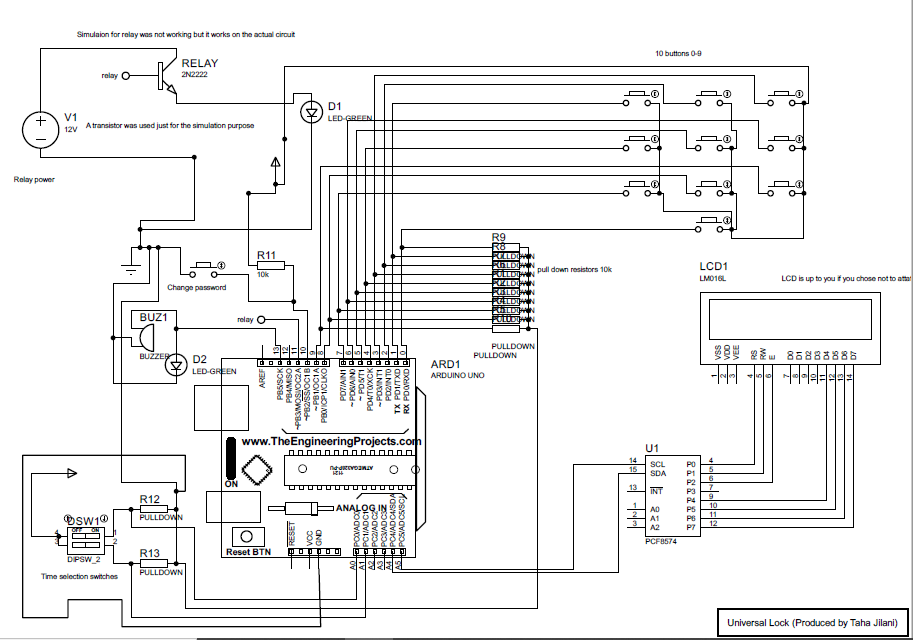 Simulaion for relay was not working but it works on the actual circuit
10 buttons 0-9
RELAY
2N2222
relay
D1
LED-GREEN
V1
12V
A transistor was used just for the simulation purpose
Relay power
R9
R8
pull down resistors 10k
R11
10k
Change password
relay
PULLDOWN
PULLDOWN
LCD1
LM016L
LCD is up to you if you chose not to attat
BUZ1
BUZZER
D2
LED-GREEN
ARD1
ARDUINO UNO
13 12 11 10 9 8 7 6 5 4 3 2 1 0
AREF
PB5/SCK
PB4/MISO
~PB3/MOSI/OC2A
~PB2/SS/OC1B
~PB1/OC1A
PB0/ICP1/CLKO
PD7/AIN1
~PD6/AIN0
~PD5/T1
PD4/T0/XCK
~PD3/INT1
PD2/INT0
TX PD1/TXD
RX PD0/RXD
VSS VDD VEE RS RW E D0 D1 D2 D3 D4 D5 D6 D7
1 2 3 4 5 6 7 8 9 10 11 12 13 14
www.TheEngineeringProjects.com
ON
ATMEGA328P-PU
1121
ANALOG IN
Reset BTN
RESET
VCC
GND
PC0/ADC0
PC1/ADC1
PC2/ADC2
PC3/ADC3
PC4/ADC4/SDA
PC5/ADC5/SCL
A0 A1 A2 A3 A4 A5
U1
14 SCL P0 4
15 SDA P1 5
P2 6
13 INT P3 7
P4 9
1 A0 P5 10
2 A1 P6 11
3 A2 P7 12
PCF8574
DSW1
OFF ON
1
2
DIPSW_2
R12
PULLDOWN
R13
PULLDOWN
Time selection switches
Universal Lock (Produced by Taha Jilani)